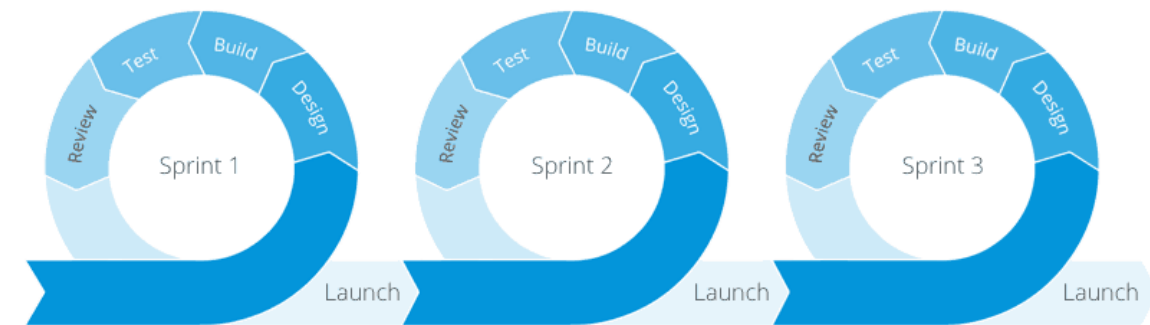 Test
Build
Design
Review
Sprint 1
Launch
Test
Build
Design
Review
Sprint 2
Launch
Test
Build
Design
Review
Sprint 3
Launch